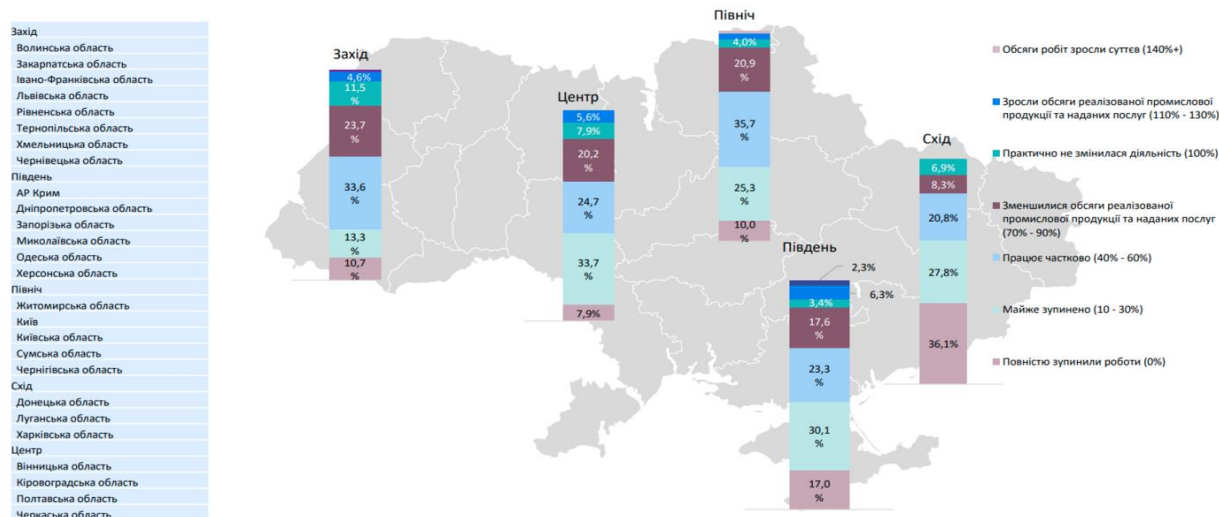 Захід
Волинська область
Закарпатська область
Івано-Франківська область
Львівська область
Рівненська область
Тернопільська область
Хмельницька область
Чернівецька область
Південь
АР Крим
Дніпропетровська область
Запорізька область
Миколаївська область
Одеська область
Херсонська область
Північ
Житомирська область
Київ
Київська область
Сумська область
Чернігівська область
Схід
Донецька область
Луганська область
Харківська область
Центр
Вінницька область
Кіровоградська область
Полтавська область
Черкаська область
Захід
4,6%
11,5
%
23,7
%
33,6
%
13,3
%
10,7
%
Центр
5,6%
7,9%
20,2
%
24,7
%
33,7
%
7,9%
Північ
4,0%
20,9
%
35,7
%
25,3
%
10,0
%
Південь
2,3%
6,3%
3,4%
17,6
%
23,3
%
30,1
%
17,0
%
Схід
6,9%
8,3%
20,8%
27,8%
36,1%
Обсяги робіт зросли суттєв (140%+)
Зросли обсяги реалізованої промислової
продукції та наданих послуг (110% - 130%)
Практично не змінилася діяльність (100%)
Зменшилися обсяги реалізованої
промислової продукції та наданих послуг
(70% - 90%)
Працює частково (40% - 60%)
Майже зупинено (10 - 30%)
Повністю зупинили роботи (0%)